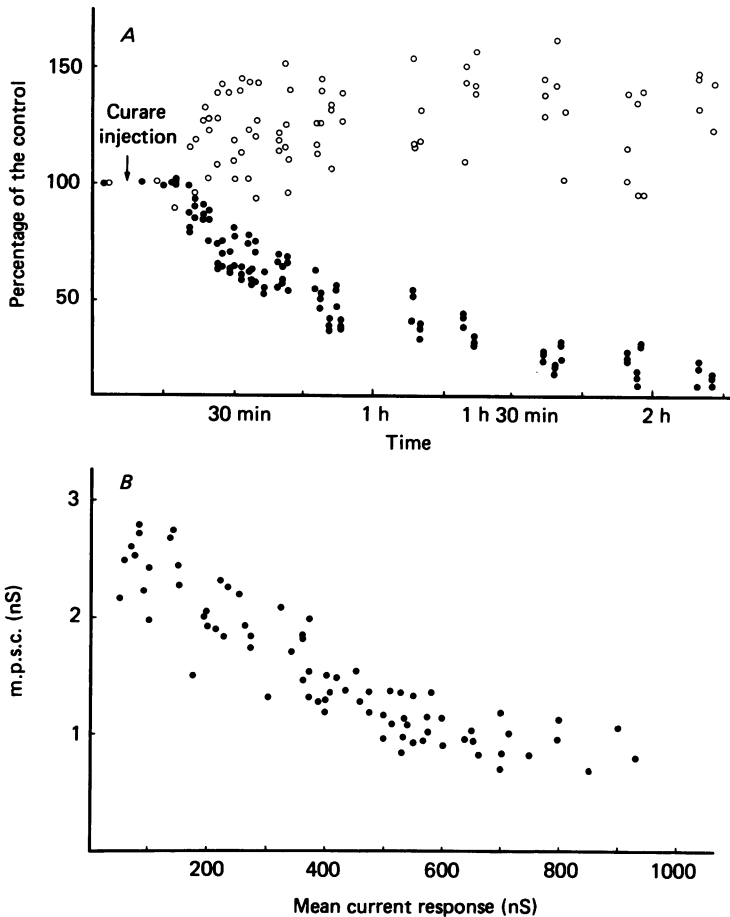 A
150
Curare
injection
100
50
Percentage of the control
30 min 1 h 1 h 30 min 2 h
Time
B
3
2
1
m.p.s.c. (nS)
200 400 600 800 1000
Mean current response (nS)